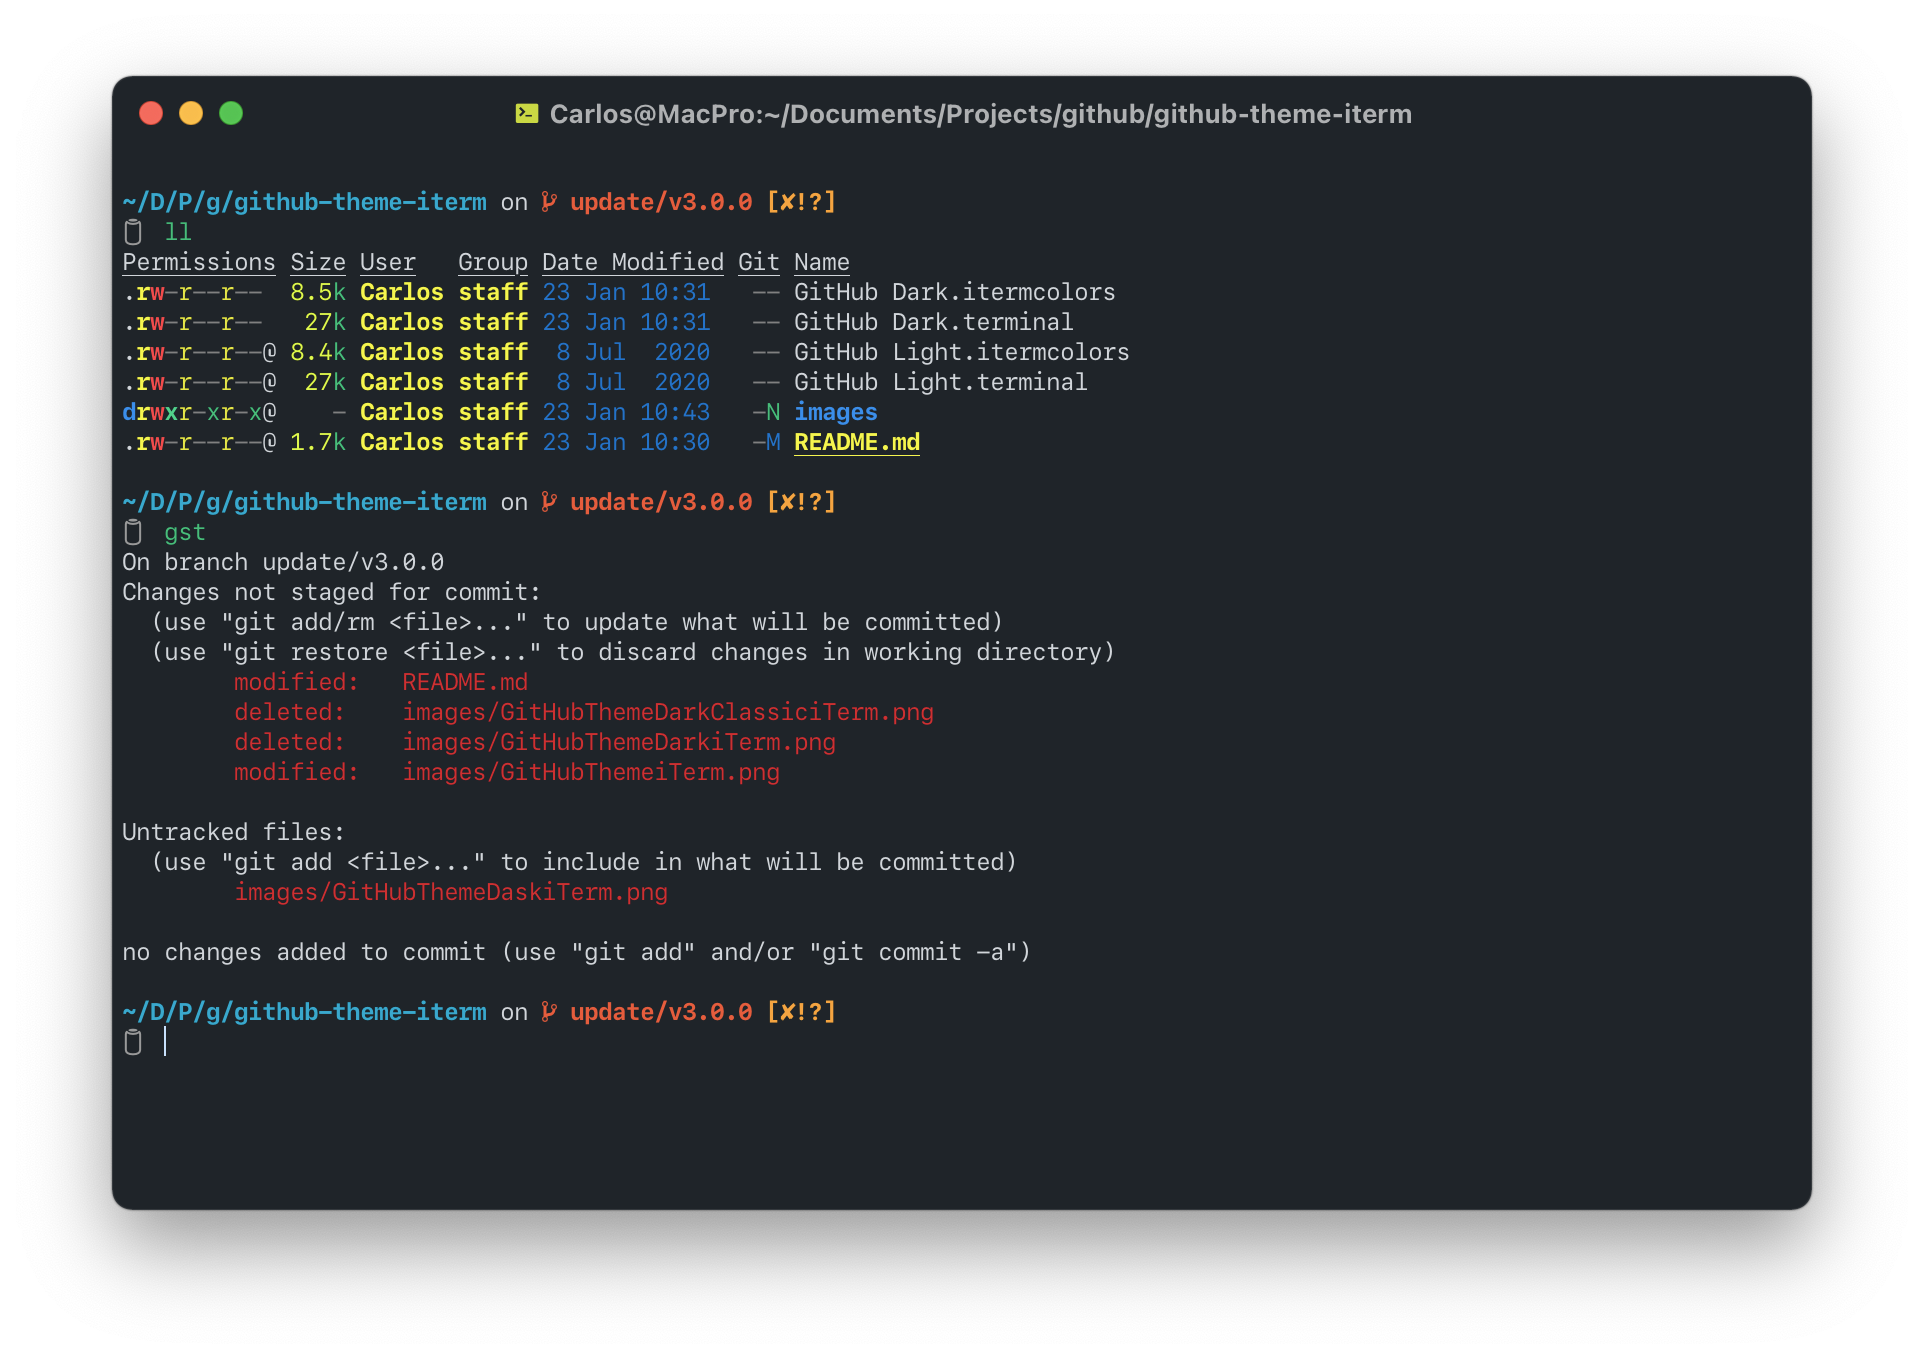 Carlos@MacPro:~/Documents/Projects/github/github-theme-iterm
~/D/P/g/github-theme-iterm on update/v3.0.0 [✘!?]
ll
Permissions Size User   Group Date Modified Git Name
.rw-r--r--  8.5k Carlos staff 23 Jan 10:31   -- GitHub Dark.itermcolors
.rw-r--r--   27k Carlos staff 23 Jan 10:31   -- GitHub Dark.terminal
.rw-r--r--@ 8.4k Carlos staff  8 Jul  2020   -- GitHub Light.itermcolors
.rw-r--r--@  27k Carlos staff  8 Jul  2020   -- GitHub Light.terminal
drwxr-xr-x@    - Carlos staff 23 Jan 10:43   -N images
.rw-r--r--@ 1.7k Carlos staff 23 Jan 10:30   -M README.md
~/D/P/g/github-theme-iterm on update/v3.0.0 [✘!?]
gst
On branch update/v3.0.0
Changes not staged for commit:
  (use "git add/rm <file>..." to update what will be committed)
  (use "git restore <file>..." to discard changes in working directory)
        modified:   README.md
        deleted:    images/GitHubThemeDarkClassiciTerm.png
        deleted:    images/GitHubThemeDarkiTerm.png
        modified:   images/GitHubThemeiTerm.png
Untracked files:
  (use "git add <file>..." to include in what will be committed)
        images/GitHubThemeDaskiTerm.png
no changes added to commit (use "git add" and/or "git commit -a")
~/D/P/g/github-theme-iterm on update/v3.0.0 [✘!?]